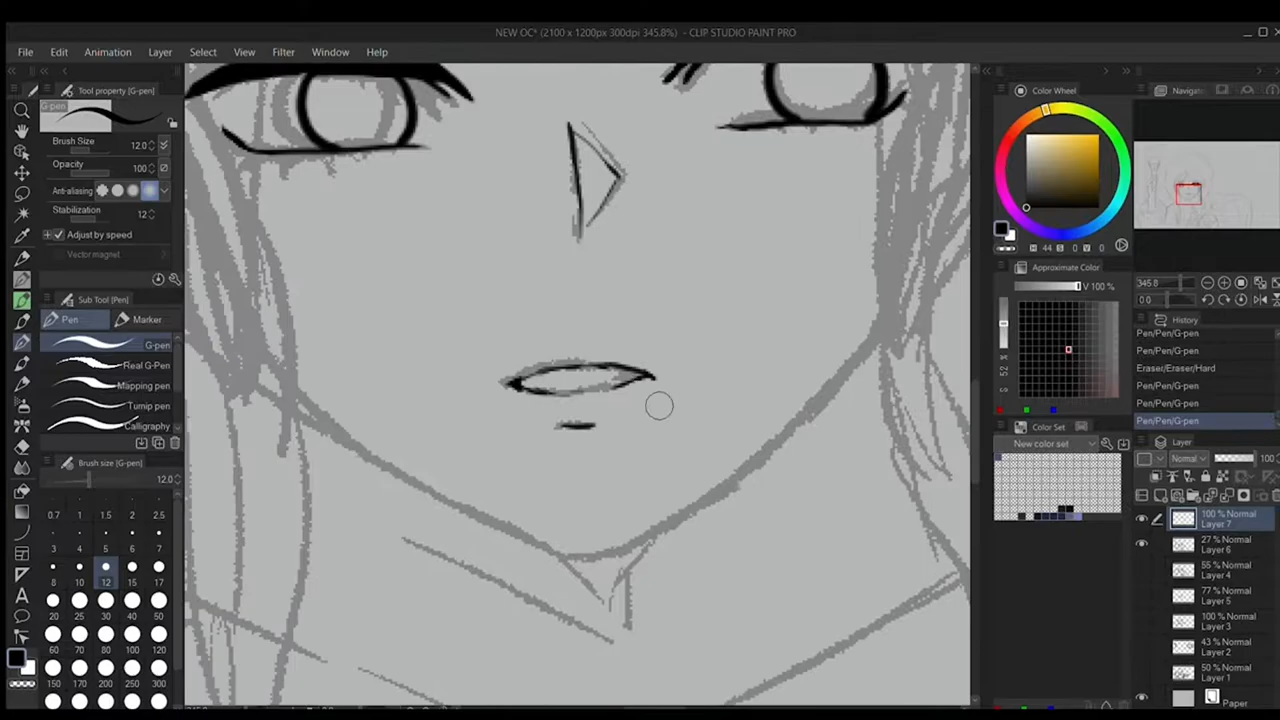 NEW OC* (2100 x 1200px 300dpi 345.8%) - CLIP STUDIO PAINT PRO
File Edit Animation Layer Select View Filter Window Help
Tool property [G-pen]
G-pen
Brush Size 12.0
Opacity 100
Anti-aliasing
Stabilization 12
Adjust by speed
Vector magnet
Sub Tool [Pen]
Pen Marker
G-pen
Real G-Pen
Mapping pen
Turnip pen
Calligraphy
Brush size [G-pen]
12.0
0.7 1 1.5 2 2.5
3 4 5 6 7
8 10 12 15 17
20 25 30 40 50
60 70 80 100 120
150 170 200 250 300
Color Wheel
H 44 S 0 V 0
Approximate Color
V 100 %
Color Set
New color set
345.8
0.0
History
Pen/Pen/G-pen
Pen/Pen/G-pen
Eraser/Eraser/Hard
Pen/Pen/G-pen
Pen/Pen/G-pen
Pen/Pen/G-pen
Layer
Normal 100
100 % Normal
Layer 7
27 % Normal
Layer 6
55 % Normal
Layer 4
77 % Normal
Layer 5
100 % Normal
Layer 3
43 % Normal
Layer 2
50 % Normal
Layer 1
Paper